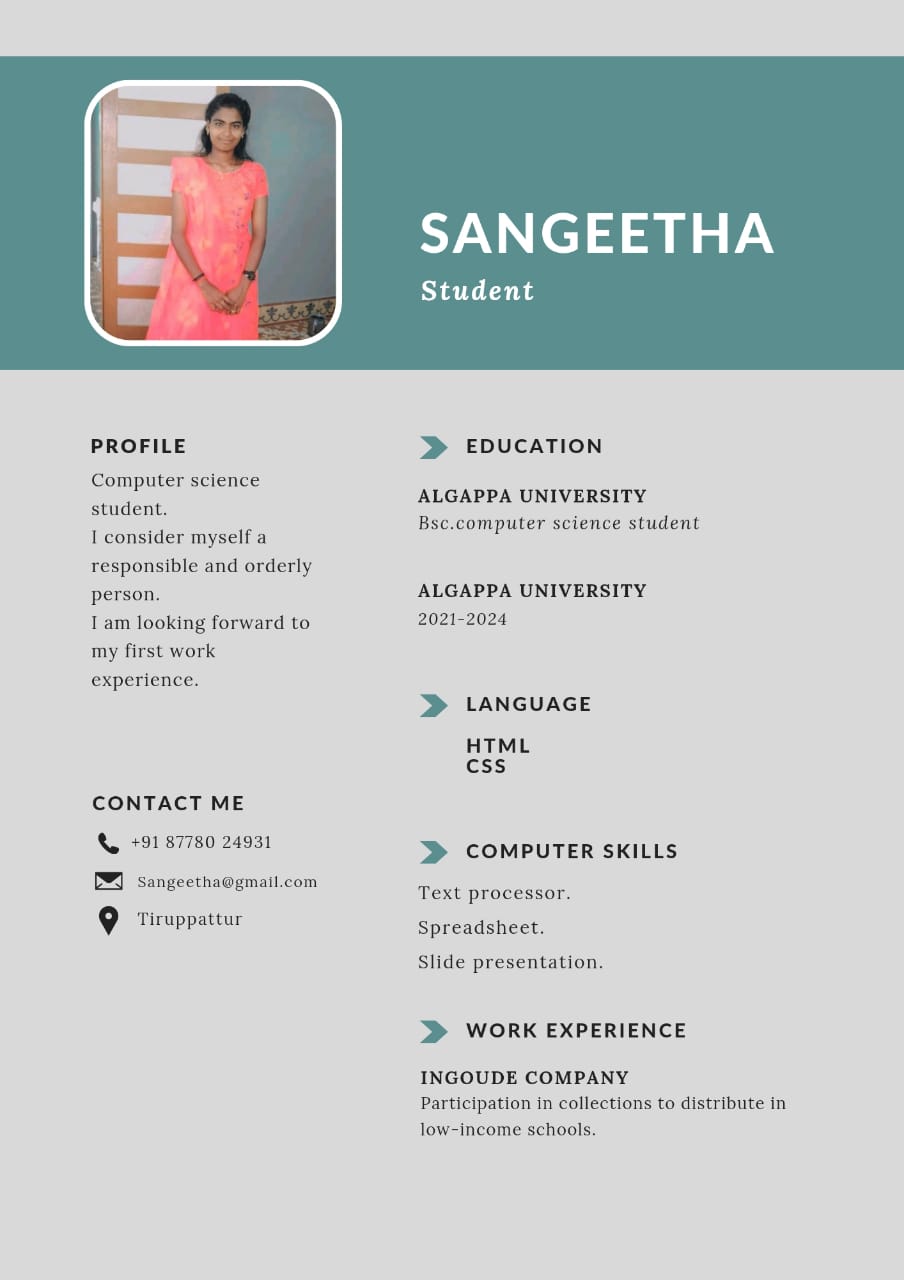 SANGEETHA
Student
PROFILE
Computer science
student.
I consider myself a
responsible and orderly
person.
I am looking forward to
my first work
experience.
CONTACT ME
+91 87780 24931
Sangeetha@gmail.com
Tiruppattur
EDUCATION
ALGAPPA UNIVERSITY
Bsc.computer science student
ALGAPPA UNIVERSITY
2021-2024
LANGUAGE
HTML
CSS
COMPUTER SKILLS
Text processor.
Spreadsheet.
Slide presentation.
WORK EXPERIENCE
INGOUDE COMPANY
Participation in collections to distribute in
low-income schools.